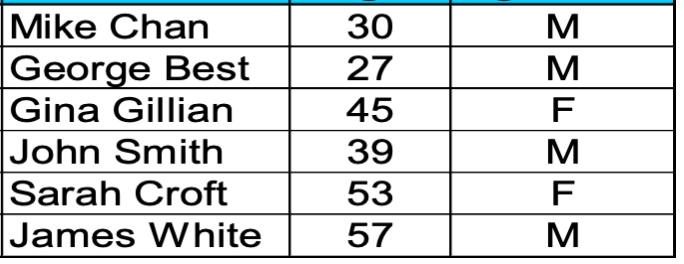 Mike Chan 30 M
George Best 27 M
Gina Gillian 45 F
John Smith 39 M
Sarah Croft 53 F
James White 57 M